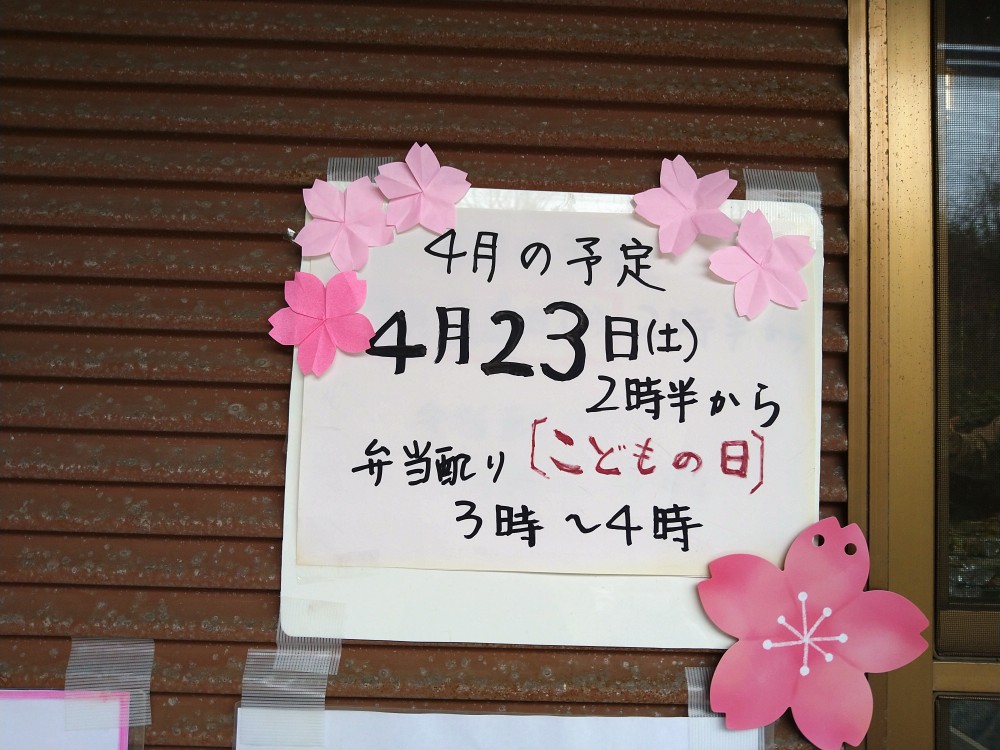 4月の予定
4月23日(土)
2時半から
弁当配り〔こどもの日〕
3時〜4時